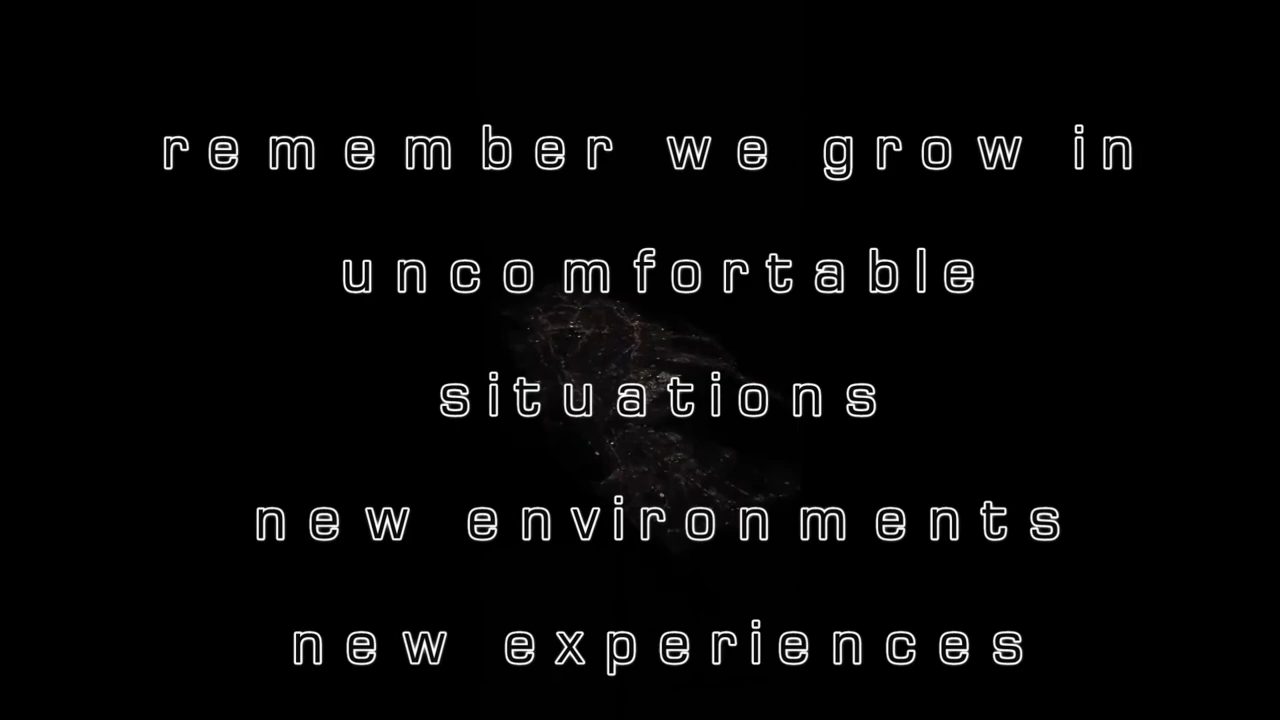 remember we grow in
uncomfortable
situations
new environments
new experiences